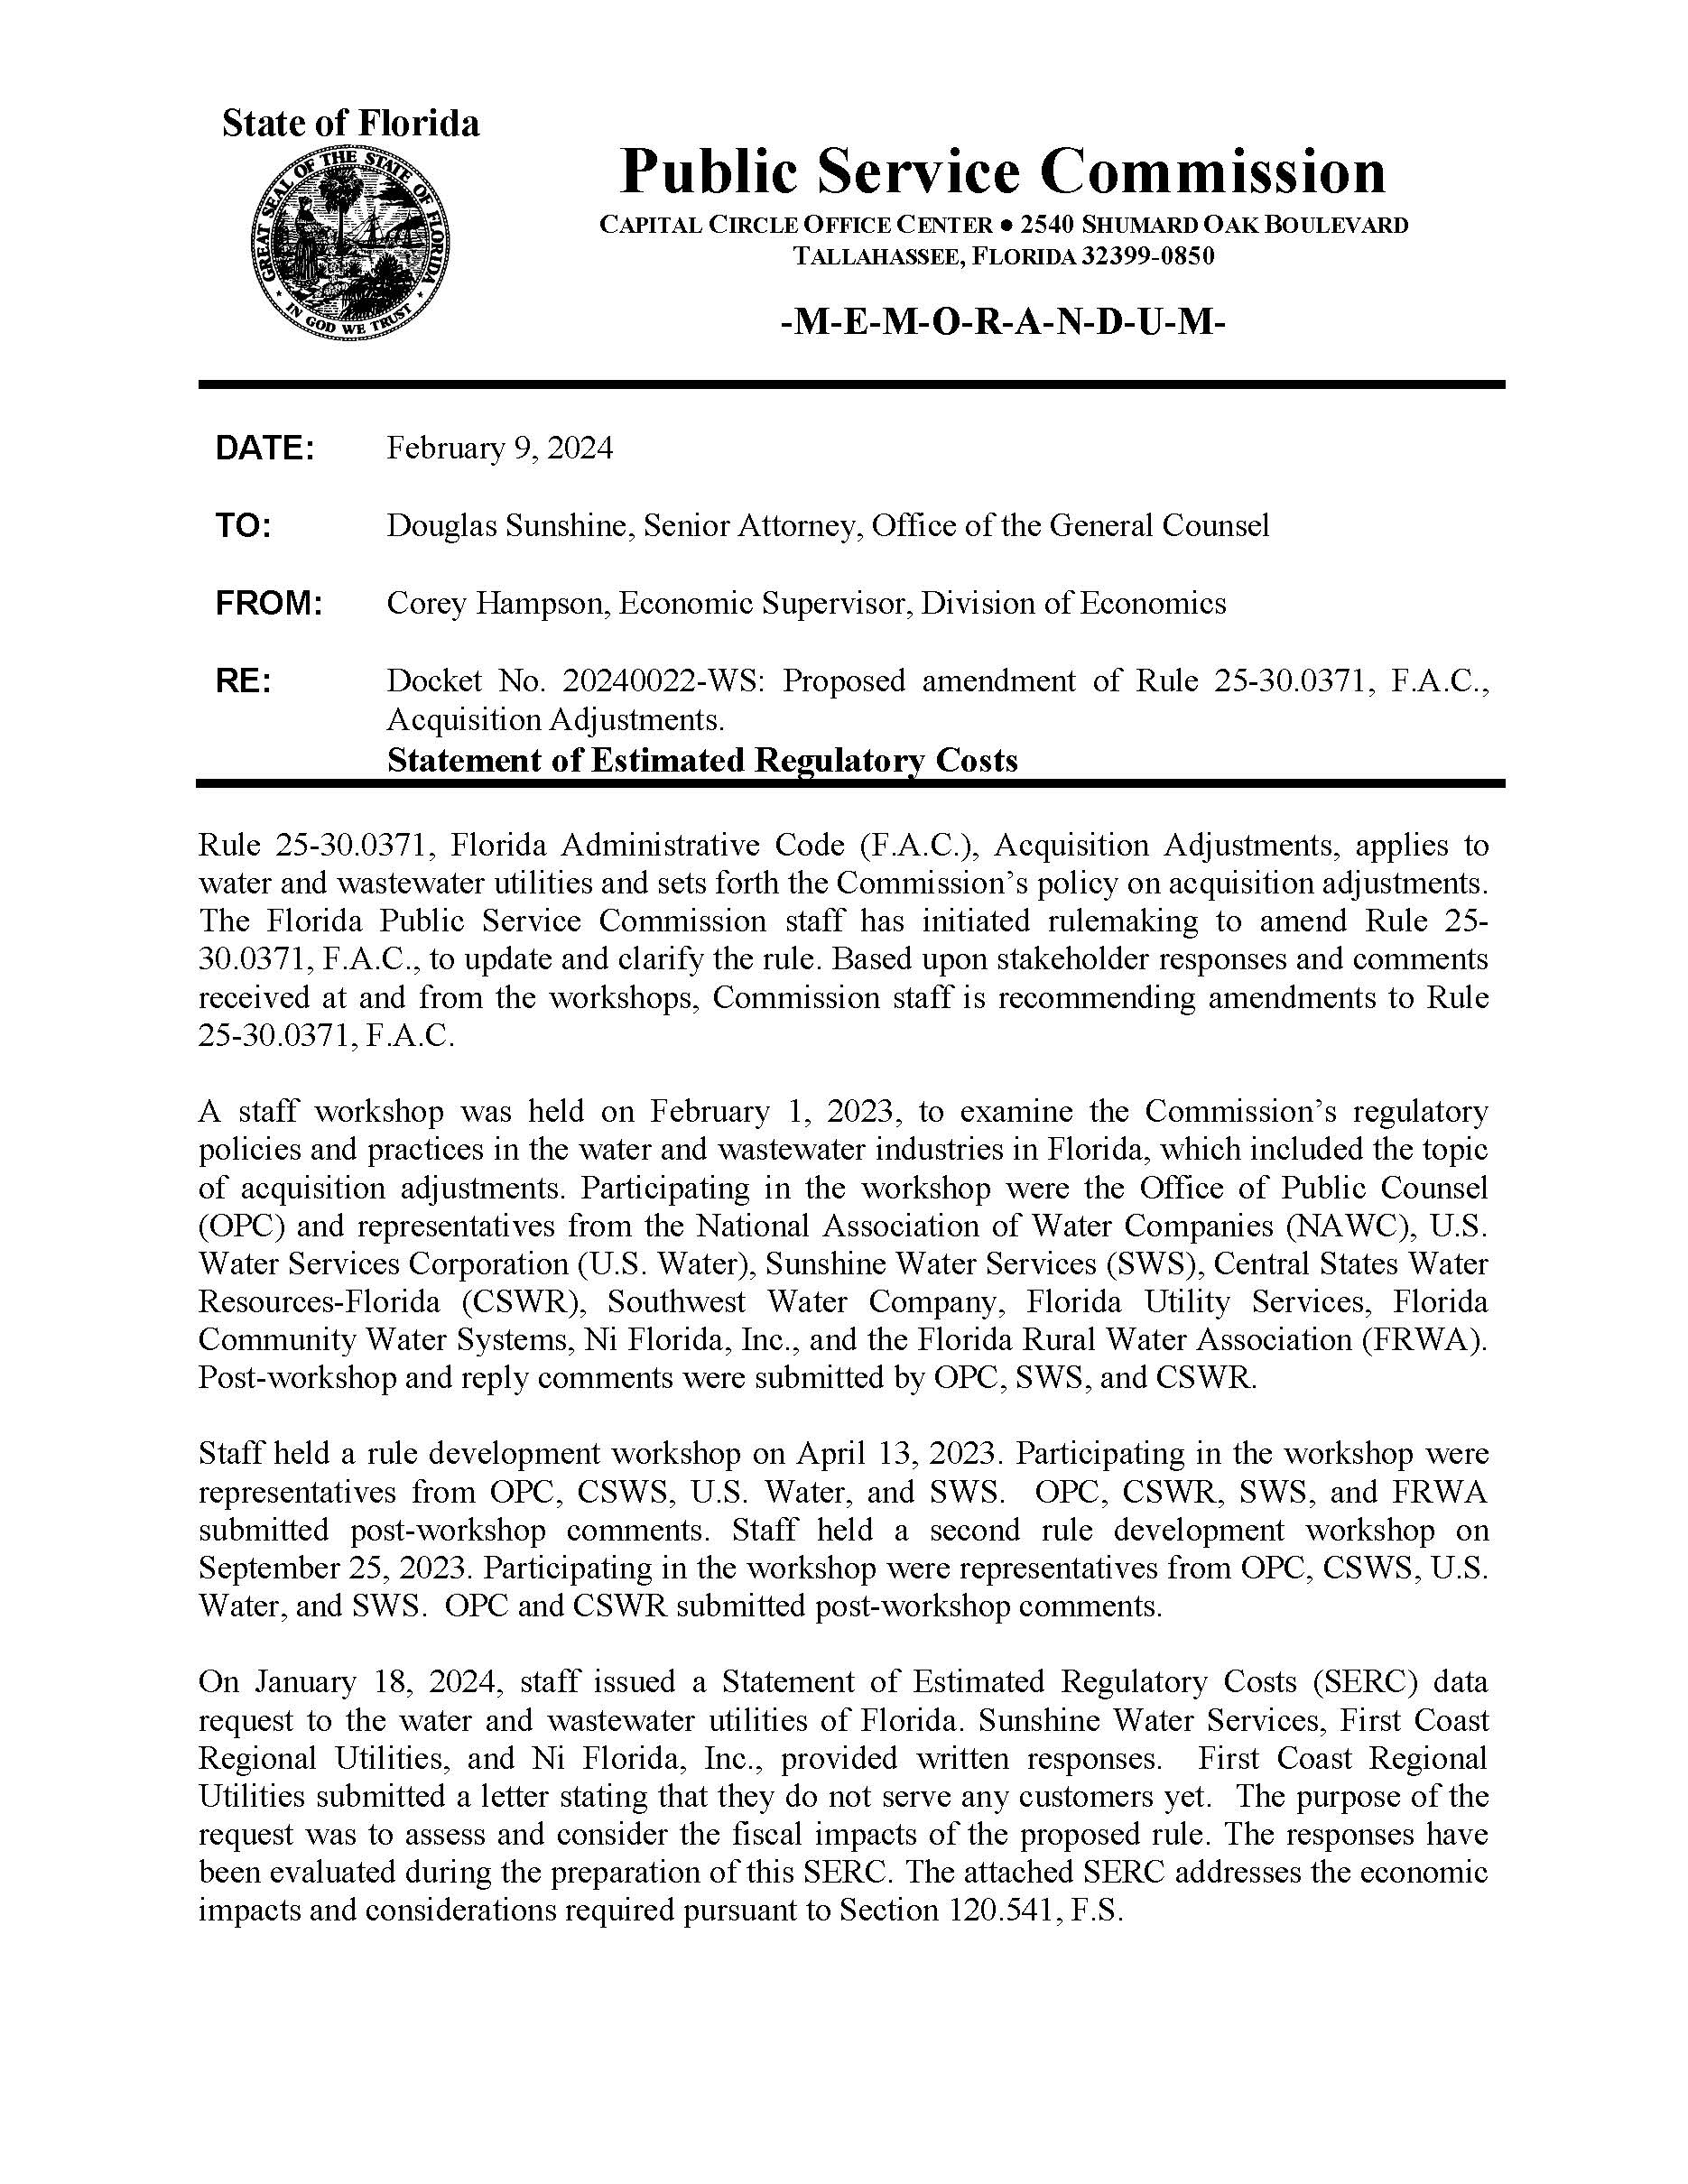 State of Florida
GREAT SEAL OF THE STATE OF FLORIDA
IN GOD WE TRUST
Public Service Commission
CAPITAL CIRCLE OFFICE CENTER ● 2540 SHUMARD OAK BOULEVARD
TALLAHASSEE, FLORIDA 32399-0850
-M-E-M-O-R-A-N-D-U-M-
DATE: February 9, 2024
TO: Douglas Sunshine, Senior Attorney, Office of the General Counsel
FROM: Corey Hampson, Economic Supervisor, Division of Economics
RE: Docket No. 20240022-WS: Proposed amendment of Rule 25-30.0371, F.A.C.,
Acquisition Adjustments.
Statement of Estimated Regulatory Costs
Rule 25-30.0371, Florida Administrative Code (F.A.C.), Acquisition Adjustments, applies to
water and wastewater utilities and sets forth the Commission’s policy on acquisition adjustments.
The Florida Public Service Commission staff has initiated rulemaking to amend Rule 25-
30.0371, F.A.C., to update and clarify the rule. Based upon stakeholder responses and comments
received at and from the workshops, Commission staff is recommending amendments to Rule
25-30.0371, F.A.C.
A staff workshop was held on February 1, 2023, to examine the Commission’s regulatory
policies and practices in the water and wastewater industries in Florida, which included the topic
of acquisition adjustments. Participating in the workshop were the Office of Public Counsel
(OPC) and representatives from the National Association of Water Companies (NAWC), U.S.
Water Services Corporation (U.S. Water), Sunshine Water Services (SWS), Central States Water
Resources-Florida (CSWR), Southwest Water Company, Florida Utility Services, Florida
Community Water Systems, Ni Florida, Inc., and the Florida Rural Water Association (FRWA).
Post-workshop and reply comments were submitted by OPC, SWS, and CSWR.
Staff held a rule development workshop on April 13, 2023. Participating in the workshop were
representatives from OPC, CSWS, U.S. Water, and SWS.  OPC, CSWR, SWS, and FRWA
submitted post-workshop comments. Staff held a second rule development workshop on
September 25, 2023. Participating in the workshop were representatives from OPC, CSWS, U.S.
Water, and SWS.  OPC and CSWR submitted post-workshop comments.
On January 18, 2024, staff issued a Statement of Estimated Regulatory Costs (SERC) data
request to the water and wastewater utilities of Florida. Sunshine Water Services, First Coast
Regional Utilities, and Ni Florida, Inc., provided written responses.  First Coast Regional
Utilities submitted a letter stating that they do not serve any customers yet.  The purpose of the
request was to assess and consider the fiscal impacts of the proposed rule. The responses have
been evaluated during the preparation of this SERC. The attached SERC addresses the economic
impacts and considerations required pursuant to Section 120.541, F.S.